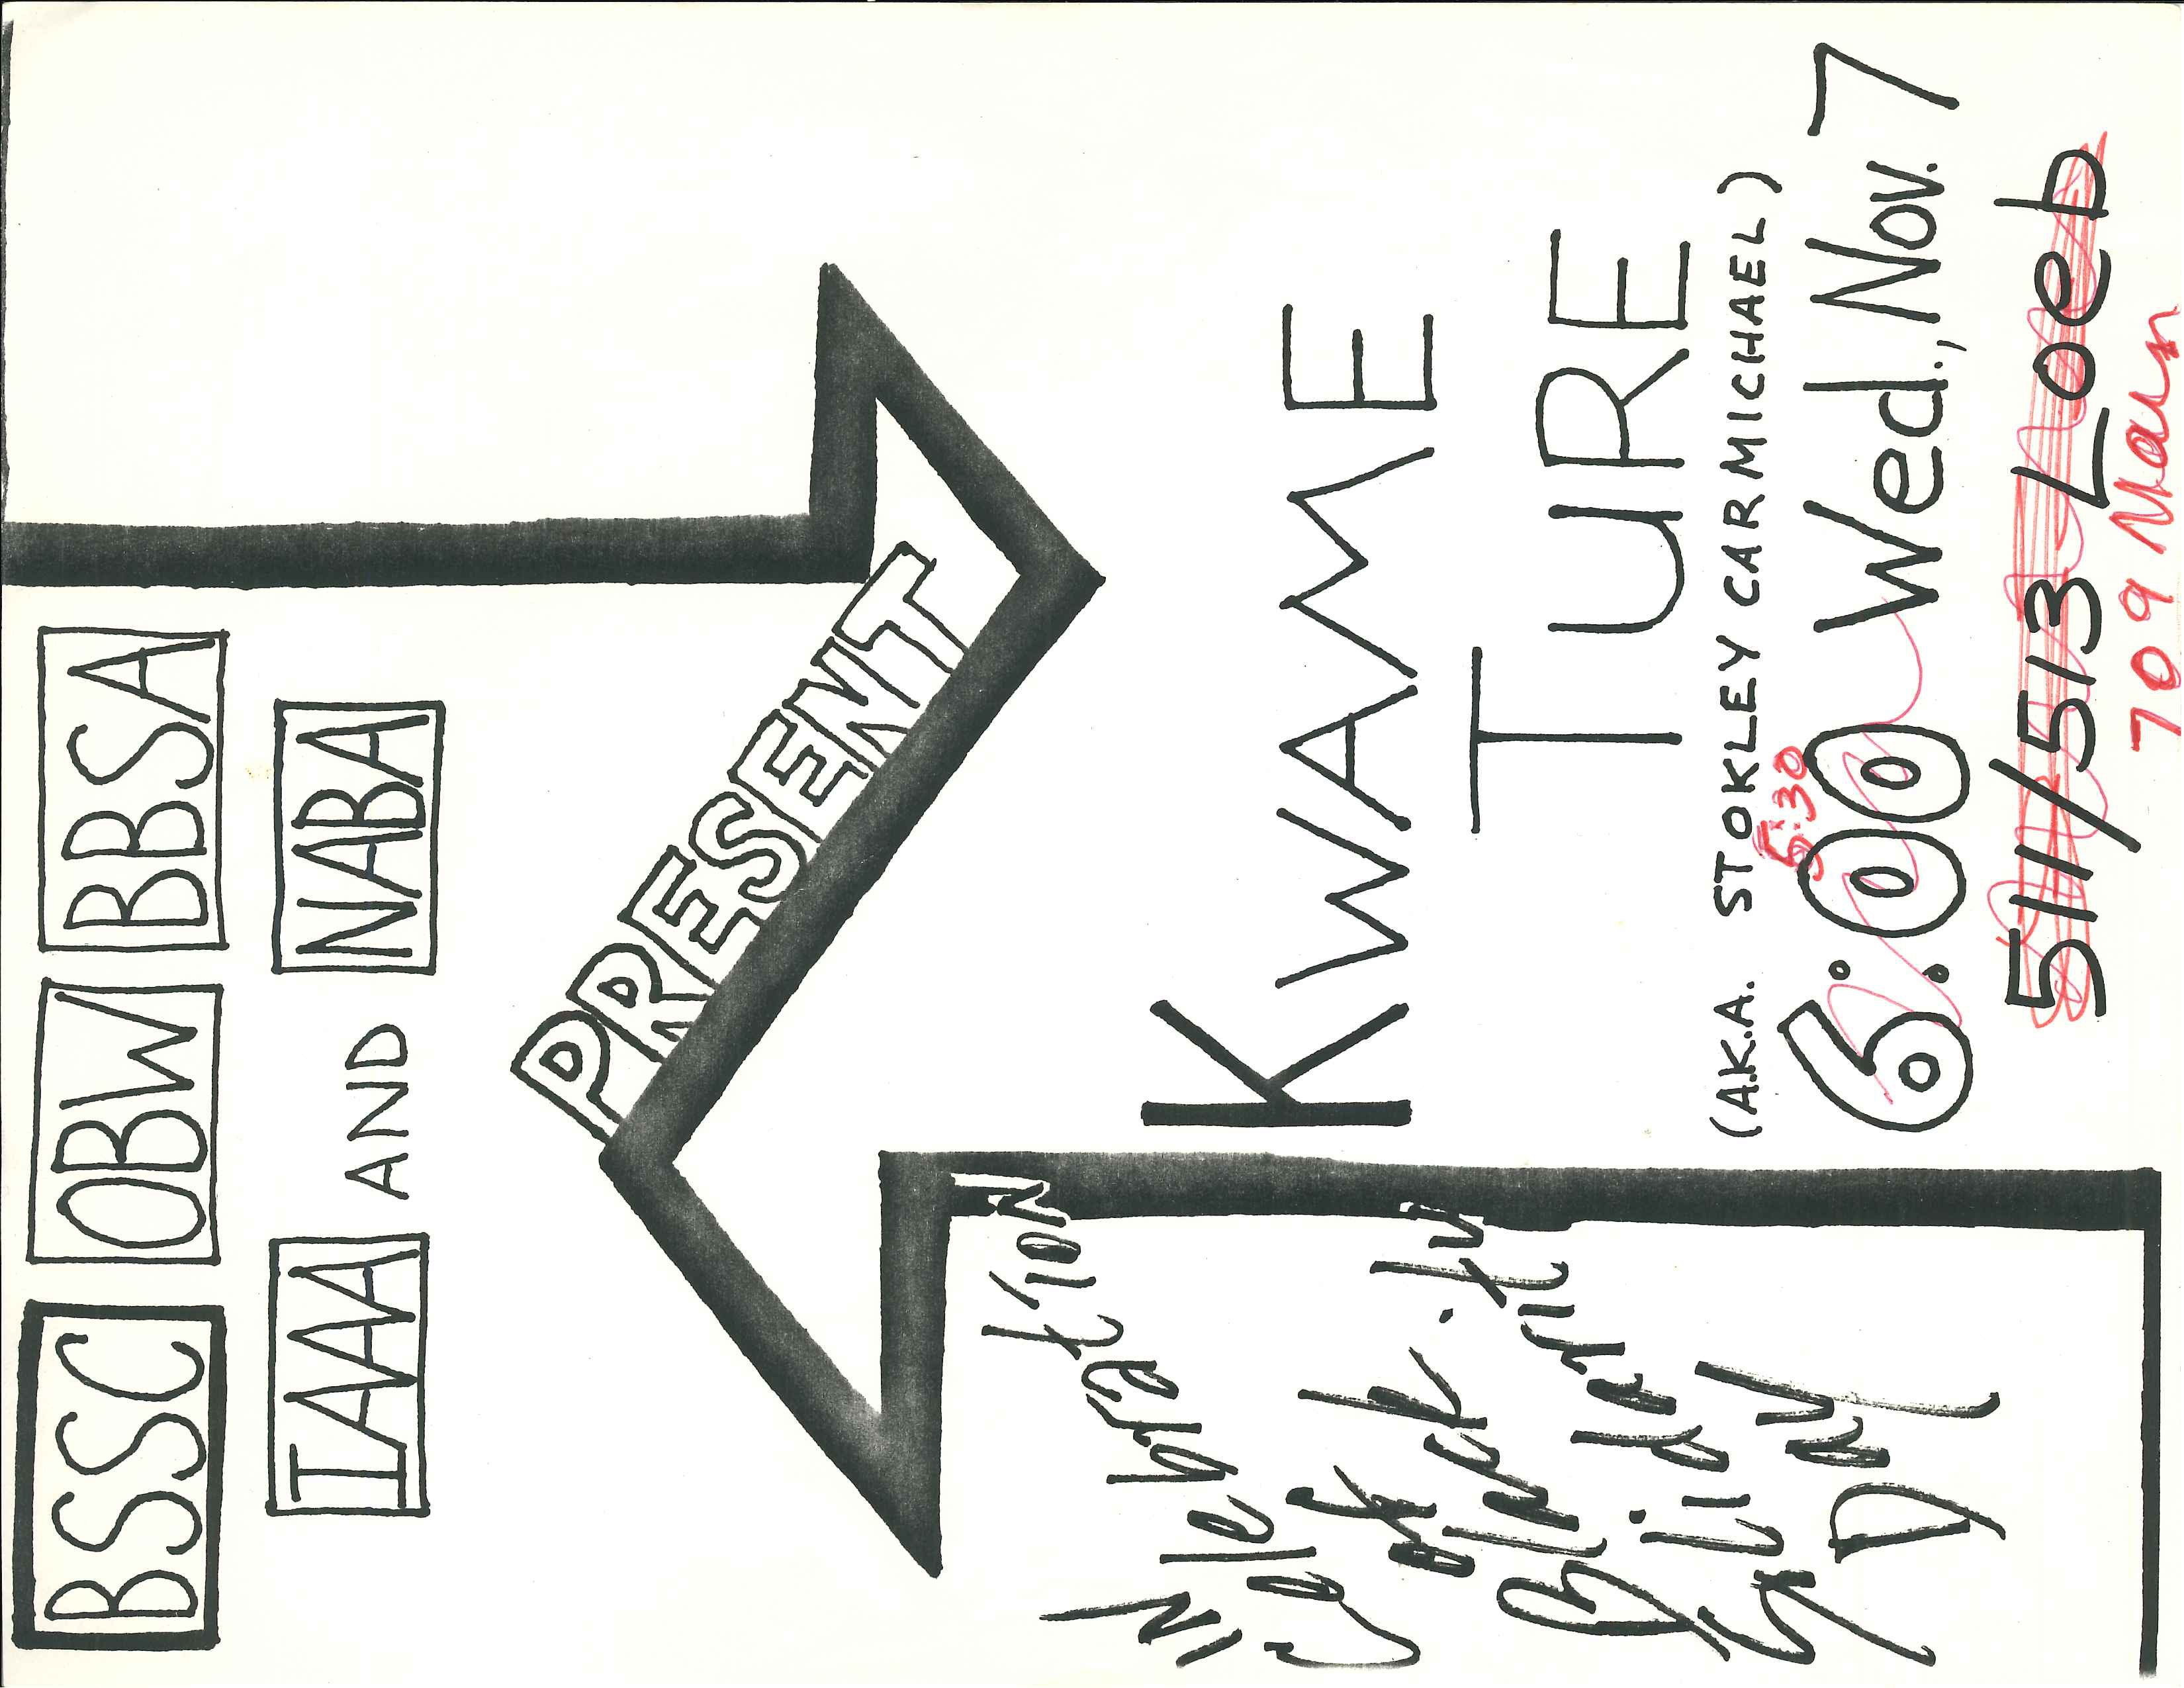 BSSC OBW BBSA
IAAA AND NABA
PRESENT
IN
Celebration
of
Black
Solidarity
Day
KWAME
TURE
(A.K.A. STOKLEY CARMICHAEL)
5:30
6:00 Wed., Nov. 7
511/513 Loeb
709 Main